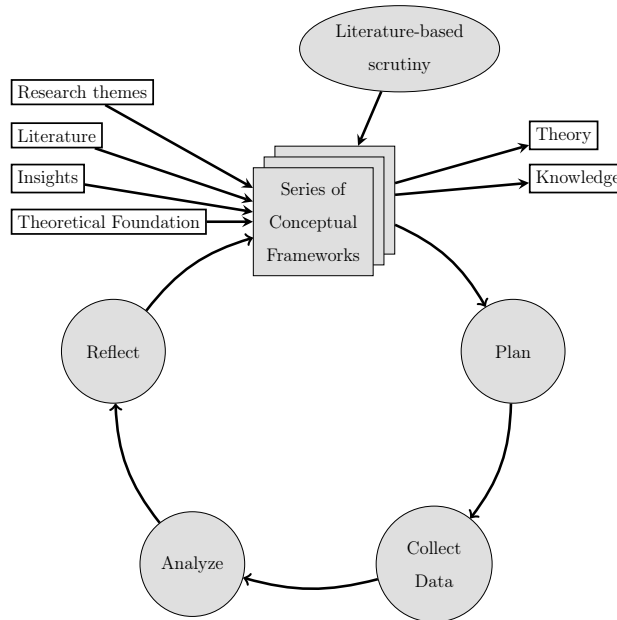 Literature-based
scrutiny
Research themes
Literature
Insights
Theoretical Foundation
Series of
Conceptual
Frameworks
Theory
Knowledge
Reflect
Plan
Analyze
Collect
Data